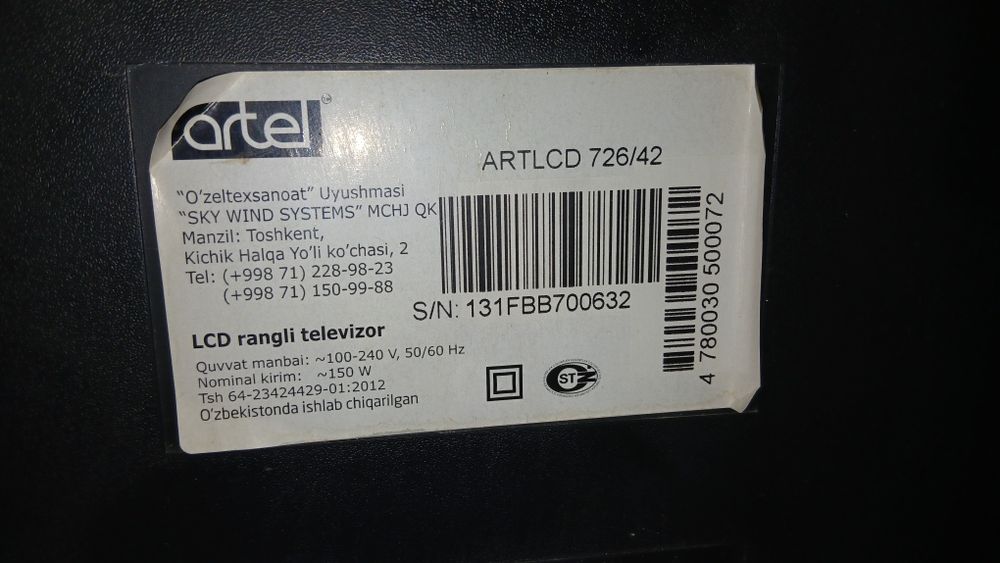 artel™
ARTLCD 726/42
"O'zeltexsanoat" Uyushmasi
"SKY WIND SYSTEMS" MCHJ QK
Manzil: Toshkent,
Kichik Halqa Yo'li ko'chasi, 2
Tel: (+998 71) 228-98-23
(+998 71) 150-99-88
S/N: 131FBB700632
4 780030 500072
LCD rangli televizor
Quvvat manbai: ~100-240 V, 50/60 Hz
Nominal kirim: ~150 W
Tsh 64-23424429-01:2012
O'zbekistonda ishlab chiqarilgan
ST